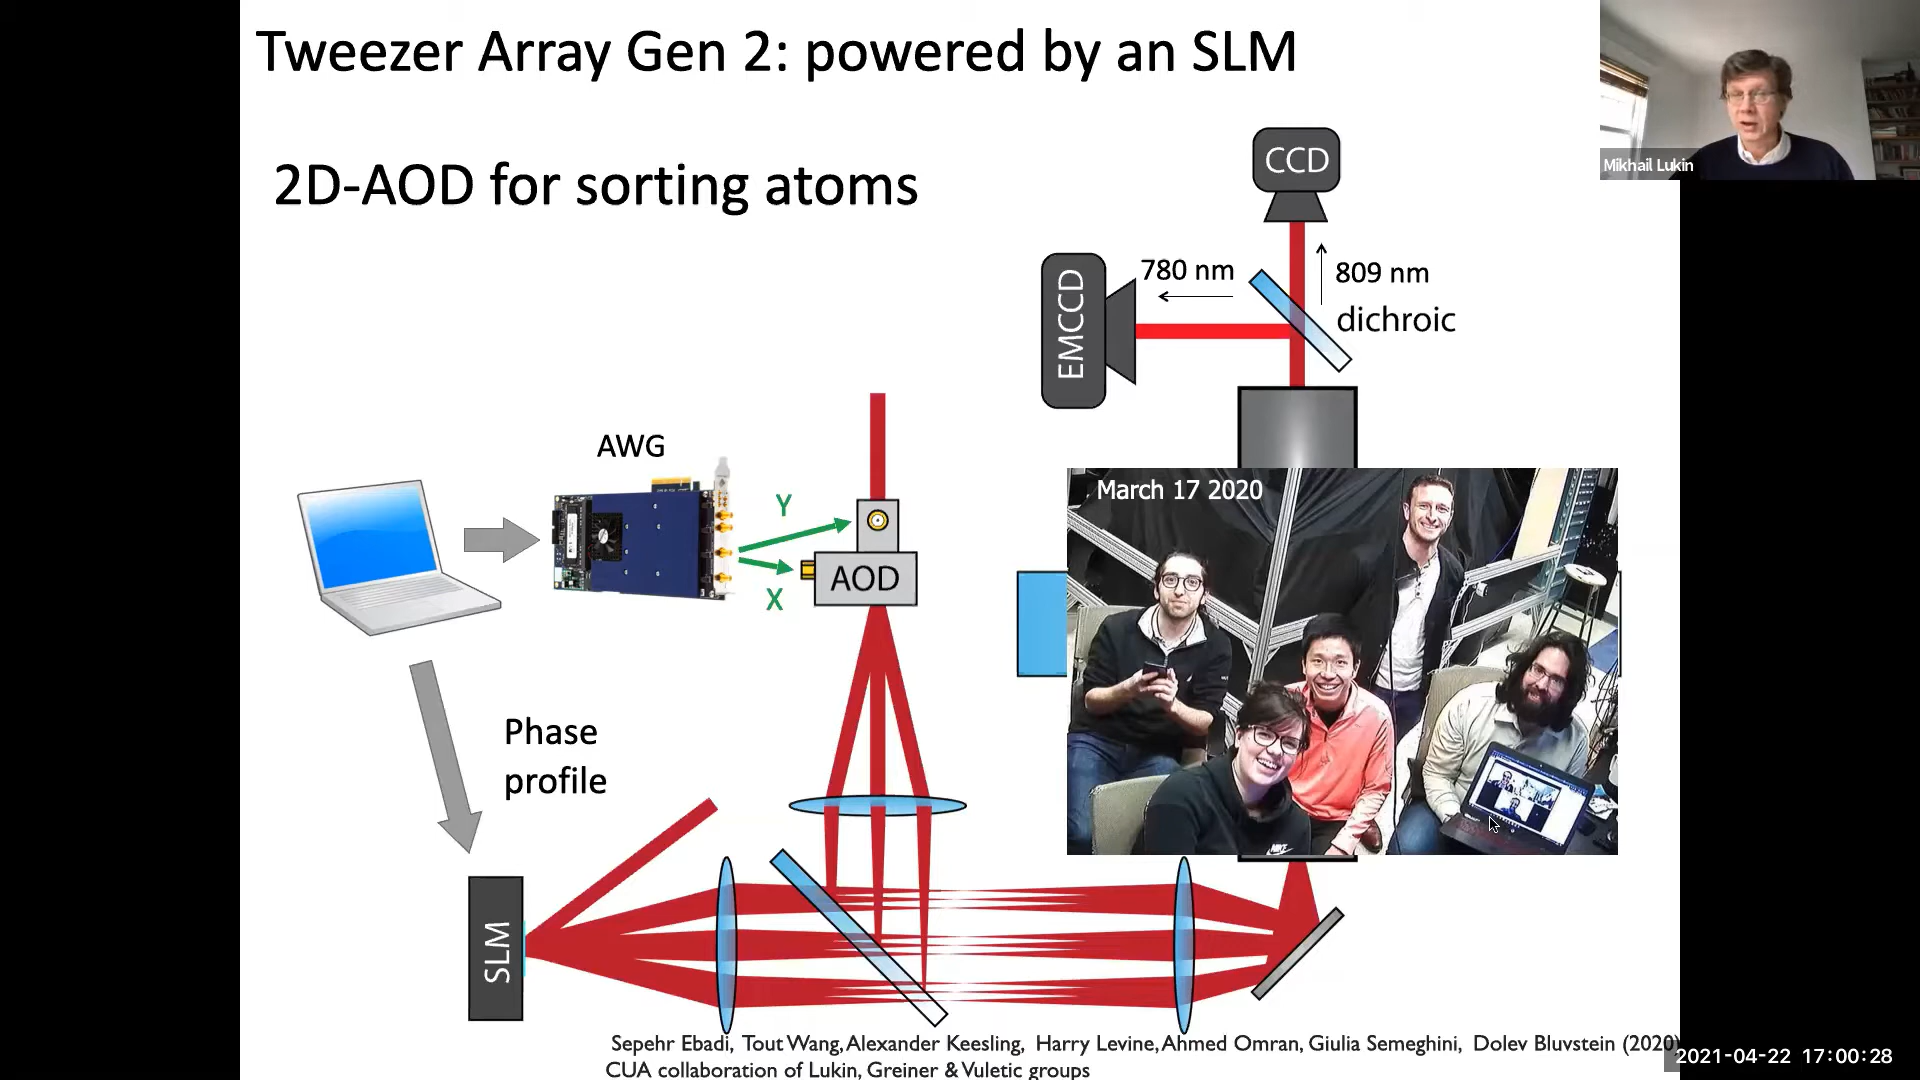 Tweezer Array Gen 2: powered by an SLM
Mikhail Lukin
2D-AOD for sorting atoms
CCD
780 nm
809 nm
EMCCD
dichroic
AWG
March 17 2020
Y
AOD
X
Phase
profile
SLM
NIKE
Sepehr Ebadi, Tout Wang, Alexander Keesling, Harry Levine, Ahmed Omran, Giulia Semeghini, Dolev Bluvstein (2020)
CUA collaboration of Lukin, Greiner & Vuletic groups
2021-04-22 17:00:28